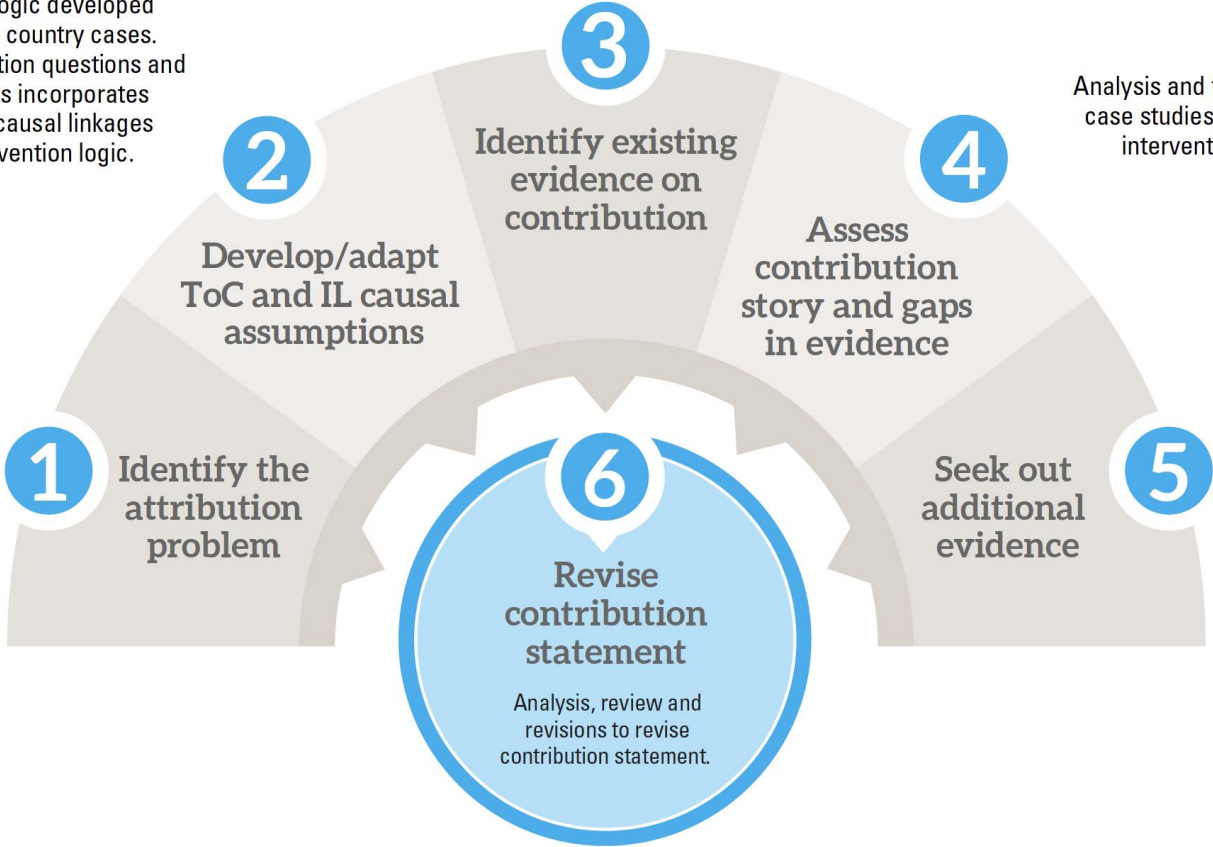 ogic developed
country cases.
tion questions and
s incorporates
causal linkages
vention logic.
1
Identify the
attribution
problem
2
Develop/adapt
ToC and IL causal
assumptions
3
Identify existing
evidence on
contribution
4
Assess
contribution
story and gaps
in evidence
Analysis and
case studies
intervent
5
Seek out
additional
evidence
6
Revise
contribution
statement
Analysis, review and
revisions to revise
contribution statement.